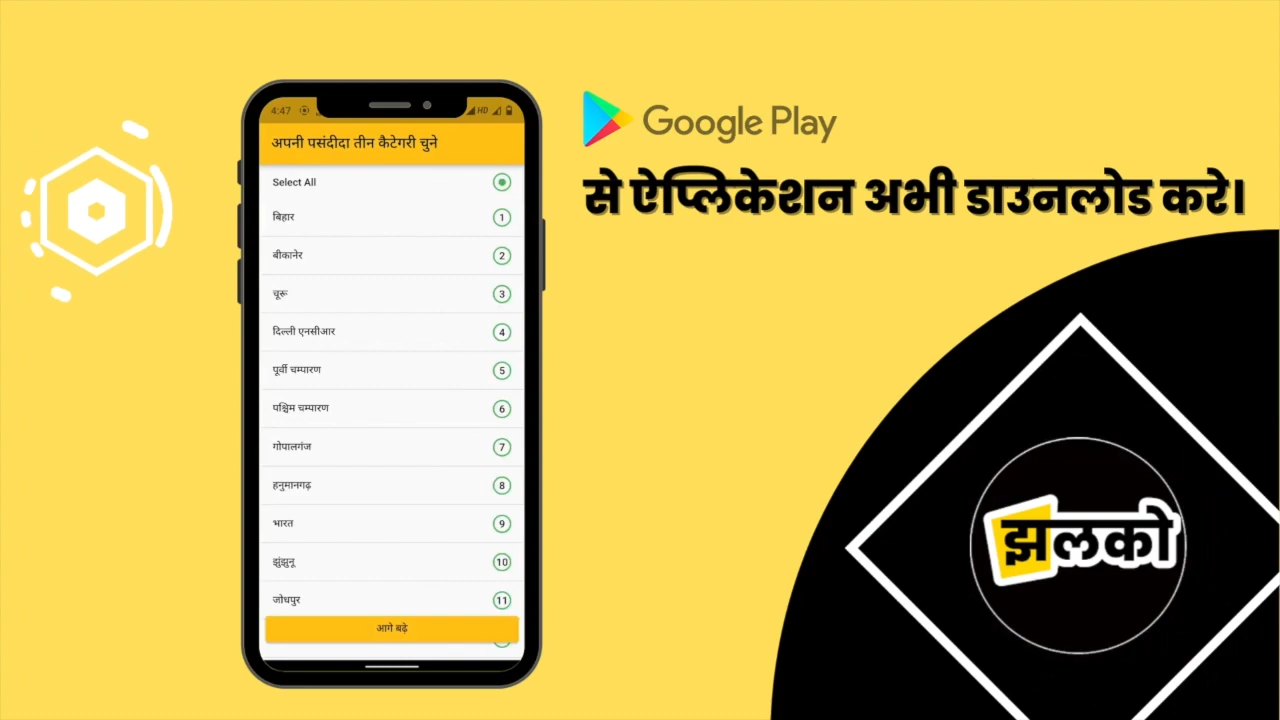 4:47
HD
अपनी पसंदीदा तीन कैटेगरी चुने
Select All
बिहार 1
बीकानेर 2
चूरू 3
दिल्ली एनसीआर 4
पूर्वी चम्पारण 5
पश्चिम चम्पारण 6
गोपालगंज 7
हनुमानगढ़ 8
भारत 9
झुंझुनू 10
जोधपुर 11
आगे बढ़े
Google Play
से ऐप्लिकेशन अभी डाउनलोड करे।
झलको